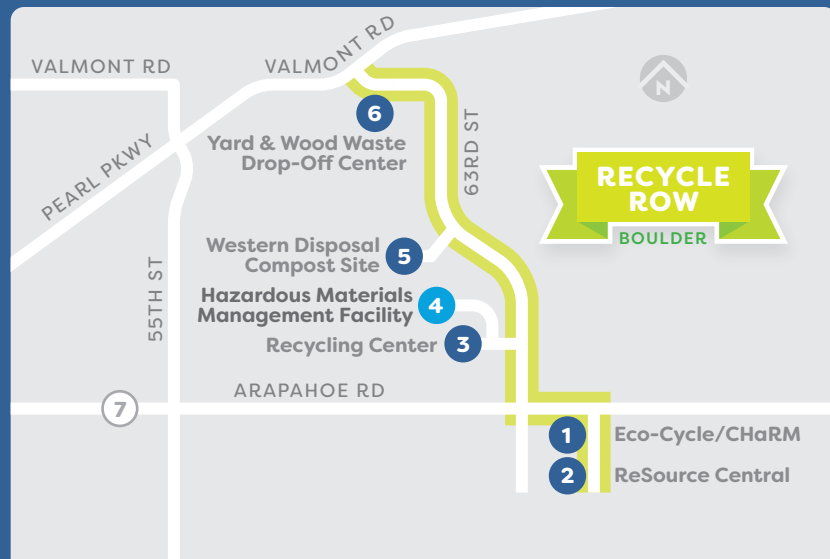 VALMONT RD
VALMONT RD
N
6
Yard & Wood Waste
Drop-Off Center
63RD ST
PEARL PKWY
RECYCLE
ROW
BOULDER
Western Disposal
Compost Site
5
55TH ST
Hazardous Materials
Management Facility
4
Recycling Center
3
ARAPAHOE RD
7
1
Eco-Cycle/CHaRM
2
ReSource Central